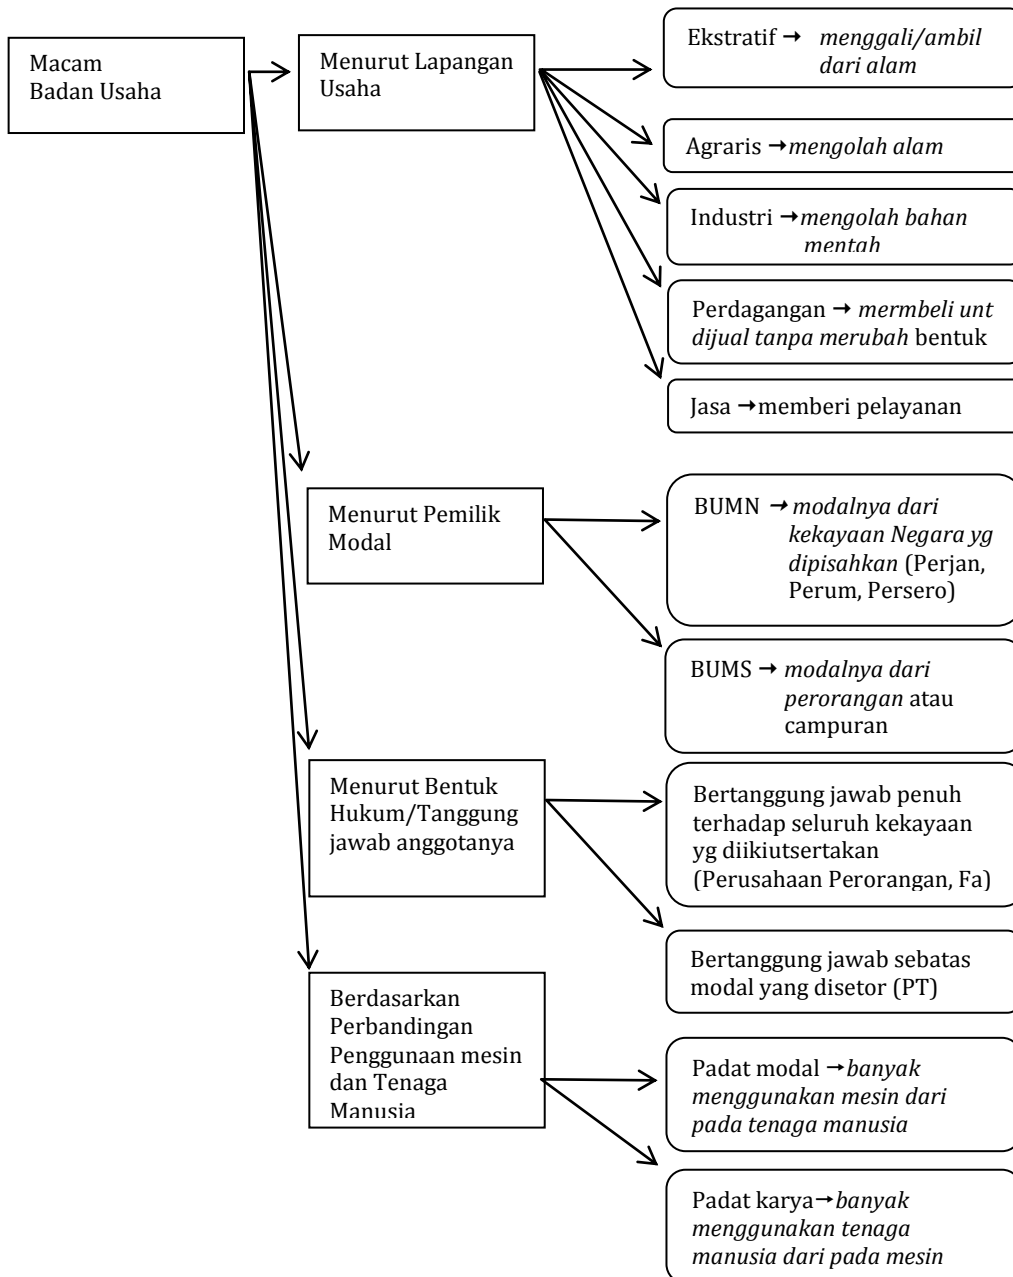 Macam
Badan Usaha
Menurut Lapangan
Usaha
Ekstratif → menggali/ambil
dari alam
Agraris →mengolah alam
Industri →mengolah bahan
mentah
Perdagangan → mermbeli unt
dijual tanpa merubah bentuk
Jasa →memberi pelayanan
Menurut Pemilik
Modal
BUMN → modalnya dari
kekayaan Negara yg
dipisahkan (Perjan,
Perum, Persero)
BUMS → modalnya dari
perorangan atau
campuran
Menurut Bentuk
Hukum/Tanggung
jawab anggotanya
Bertanggung jawab penuh
terhadap seluruh kekayaan
yg diikiutsertakan
(Perusahaan Perorangan, Fa)
Bertanggung jawab sebatas
modal yang disetor (PT)
Berdasarkan
Perbandingan
Penggunaan mesin
dan Tenaga
Manusia
Padat modal →banyak
menggunakan mesin dari
pada tenaga manusia
Padat karya→banyak
menggunakan tenaga
manusia dari pada mesin